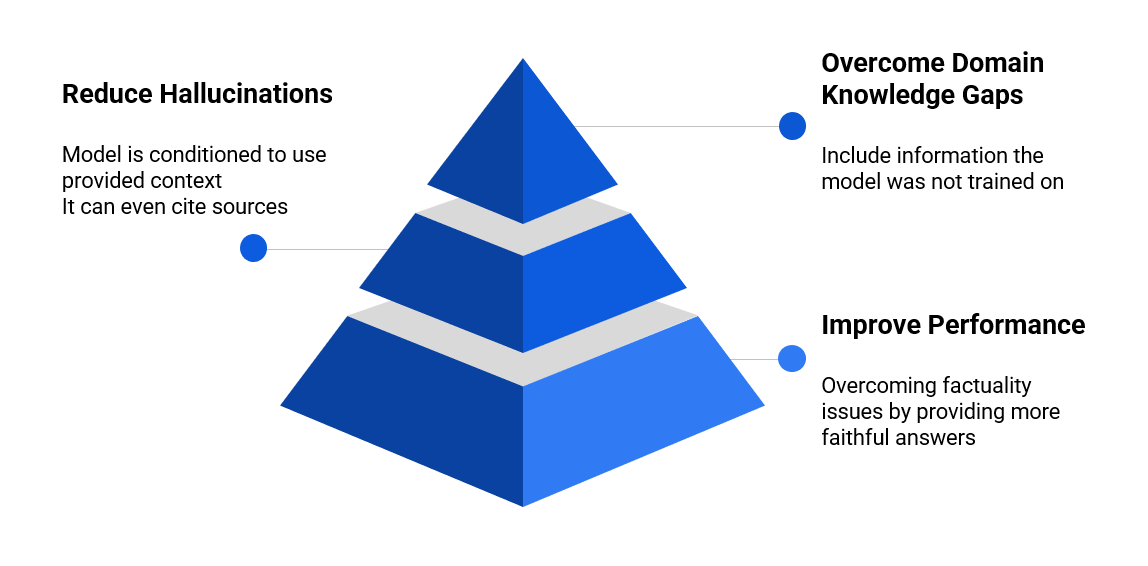 Reduce Hallucinations
Model is conditioned to use
provided context
It can even cite sources
Overcome Domain
Knowledge Gaps
Include information the
model was not trained on
Improve Performance
Overcoming factuality
issues by providing more
faithful answers